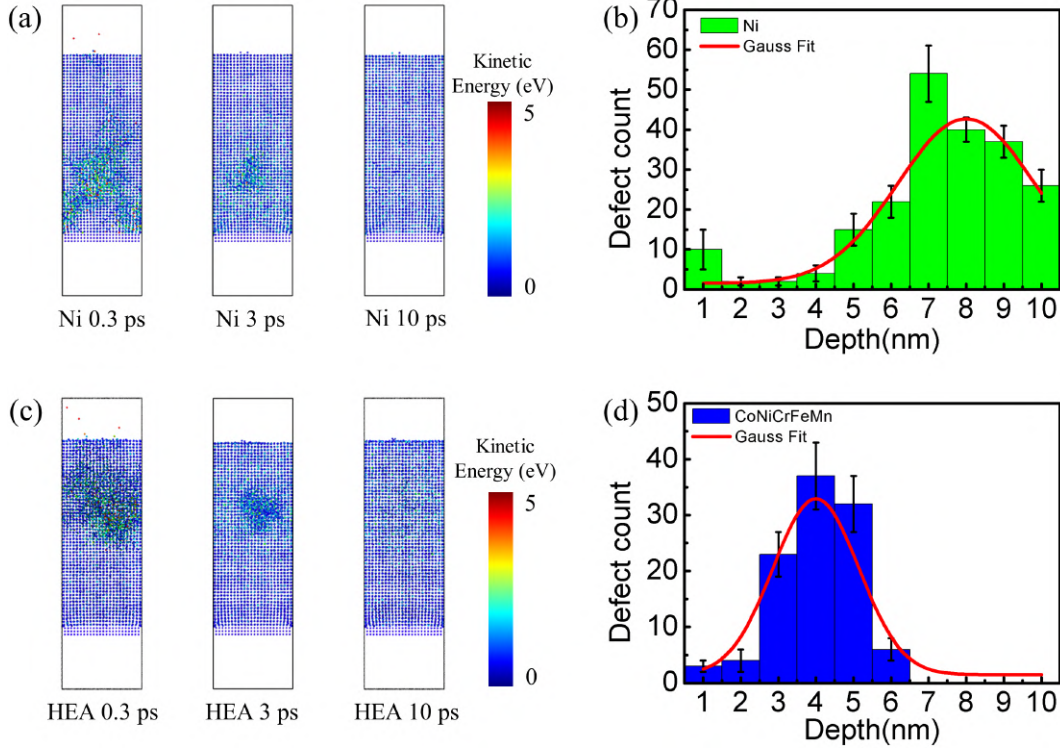 (a)
Kinetic
Energy (eV)
5
0
Ni 0.3 ps
Ni 3 ps
Ni 10 ps
(b)
70
60
50
40
30
20
10
0
Defect count
Ni
Gauss Fit
1 2 3 4 5 6 7 8 9 10
Depth(nm)
(c)
Kinetic
Energy (eV)
5
0
HEA 0.3 ps
HEA 3 ps
HEA 10 ps
(d)
50
40
30
20
10
0
Defect count
CoNiCrFeMn
Gauss Fit
1 2 3 4 5 6 7 8 9 10
Depth(nm)